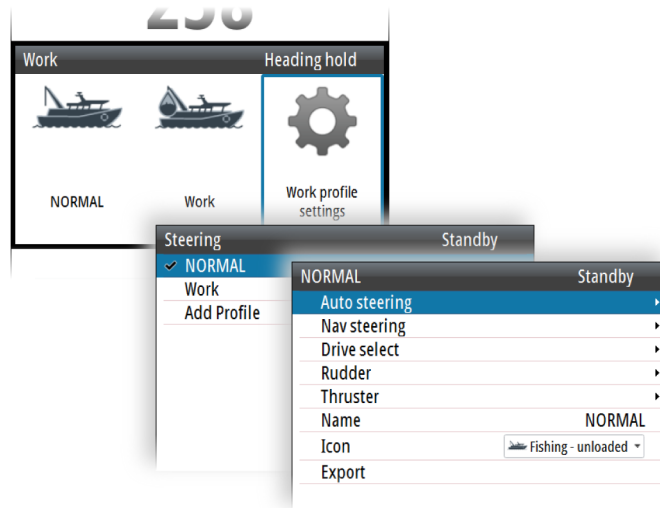 Work Heading hold
NORMAL Work Work profile
settings
Steering Standby
NORMAL
Work
Add Profile
NORMAL Standby
Auto steering
Nav steering
Drive select
Rudder
Thruster
Name NORMAL
Icon Fishing - unloaded
Export